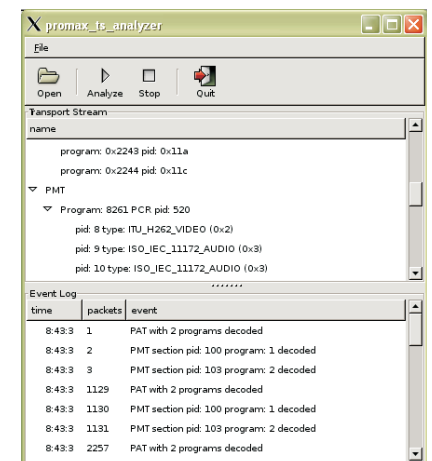 X promax_ts_analyzer
File
Open Analyze Stop Quit
Transport Stream
name
program: 0x2243 pid: 0x11a
program: 0x2244 pid: 0x11c
PMT
Program: 8261 PCR pid: 520
pid: 8 type: ITU_H262_VIDEO (0x2)
pid: 9 type: ISO_IEC_11172_AUDIO (0x3)
pid: 10 type: ISO_IEC_11172_AUDIO (0x3)
Event Log
time packets event
8:43:3 1 PAT with 2 programs decoded
8:43:3 2 PMT section pid: 100 program: 1 decoded
8:43:3 3 PMT section pid: 103 program: 2 decoded
8:43:3 1129 PAT with 2 programs decoded
8:43:3 1130 PMT section pid: 100 program: 1 decoded
8:43:3 1131 PMT section pid: 103 program: 2 decoded
8:43:3 2257 PAT with 2 programs decoded